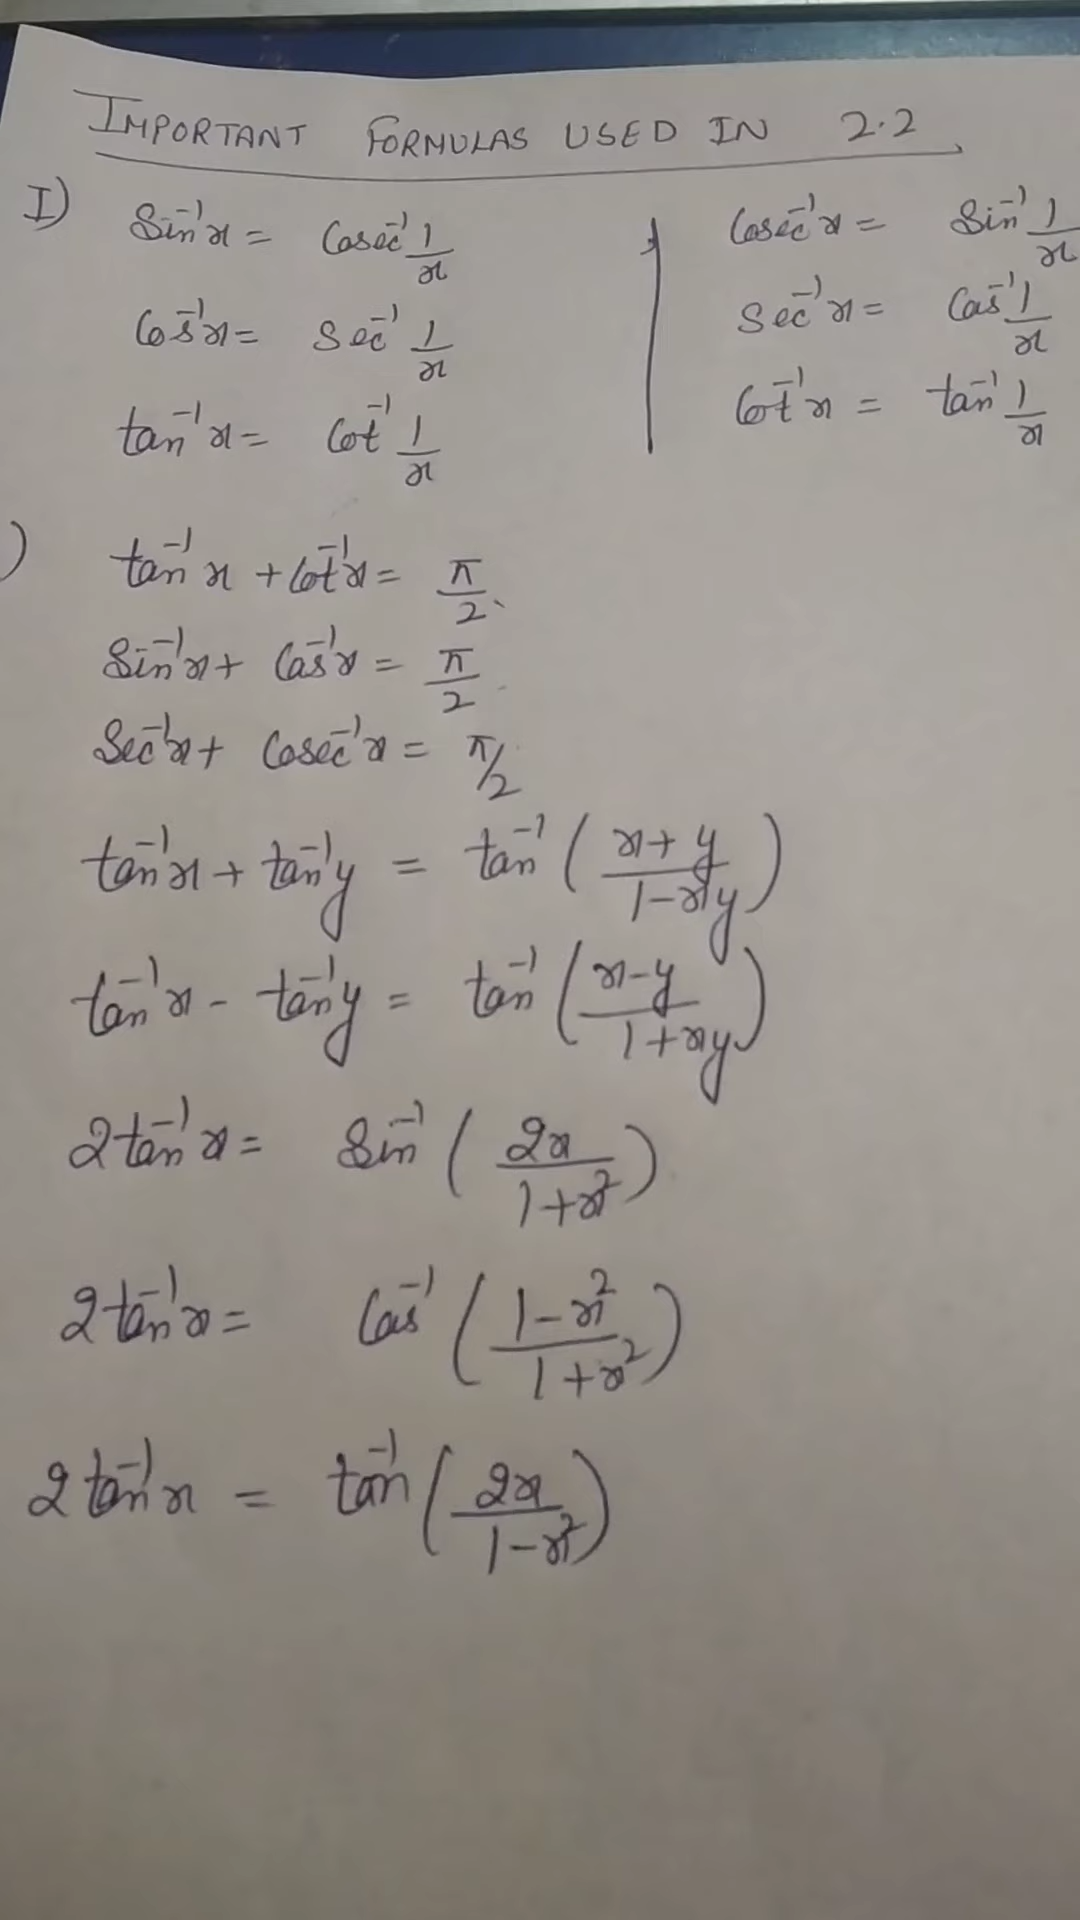 IMPORTANT FORMULAS USED IN 2.2
I) Sin⁻¹x = Cosec⁻¹ 1/x | Cosec⁻¹x = Sin⁻¹ 1/x
Cos⁻¹x = Sec⁻¹ 1/x | Sec⁻¹x = Cos⁻¹ 1/x
tan⁻¹x = Cot⁻¹ 1/x | Cot⁻¹x = tan⁻¹ 1/x
) tan⁻¹x + Cot⁻¹x = π/2
Sin⁻¹x + Cos⁻¹x = π/2
Sec⁻¹x + Cosec⁻¹x = π/2
tan⁻¹x + tan⁻¹y = tan⁻¹((x+y)/(1-xy))
tan⁻¹x - tan⁻¹y = tan⁻¹((x-y)/(1+xy))
2tan⁻¹x = Sin⁻¹(2x/(1+x²))
2tan⁻¹x = Cos⁻¹((1-x²)/(1+x²))
2tan⁻¹x = tan⁻¹(2x/(1-x²))